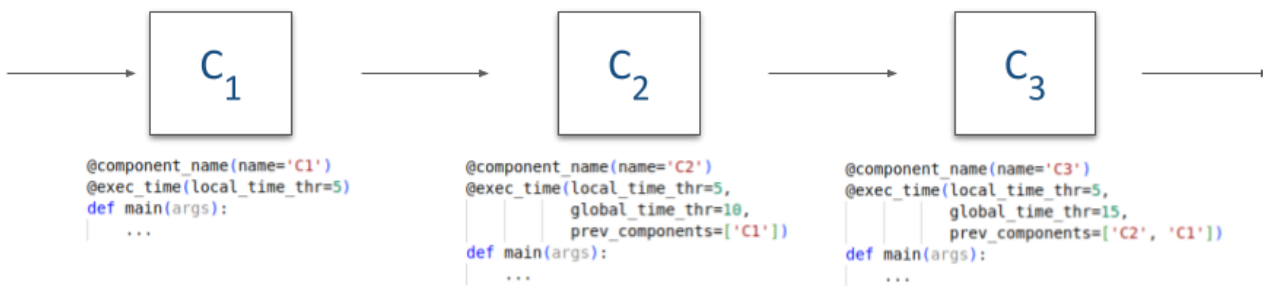 C₁
C₂
C₃
@component_name(name='C1')
@exec_time(local_time_thr=5)
def main(args):
...
@component_name(name='C2')
@exec_time(local_time_thr=5,
global_time_thr=10,
prev_components=['C1'])
def main(args):
...
@component_name(name='C3')
@exec_time(local_time_thr=5,
global_time_thr=15,
prev_components=['C2', 'C1'])
def main(args):
...